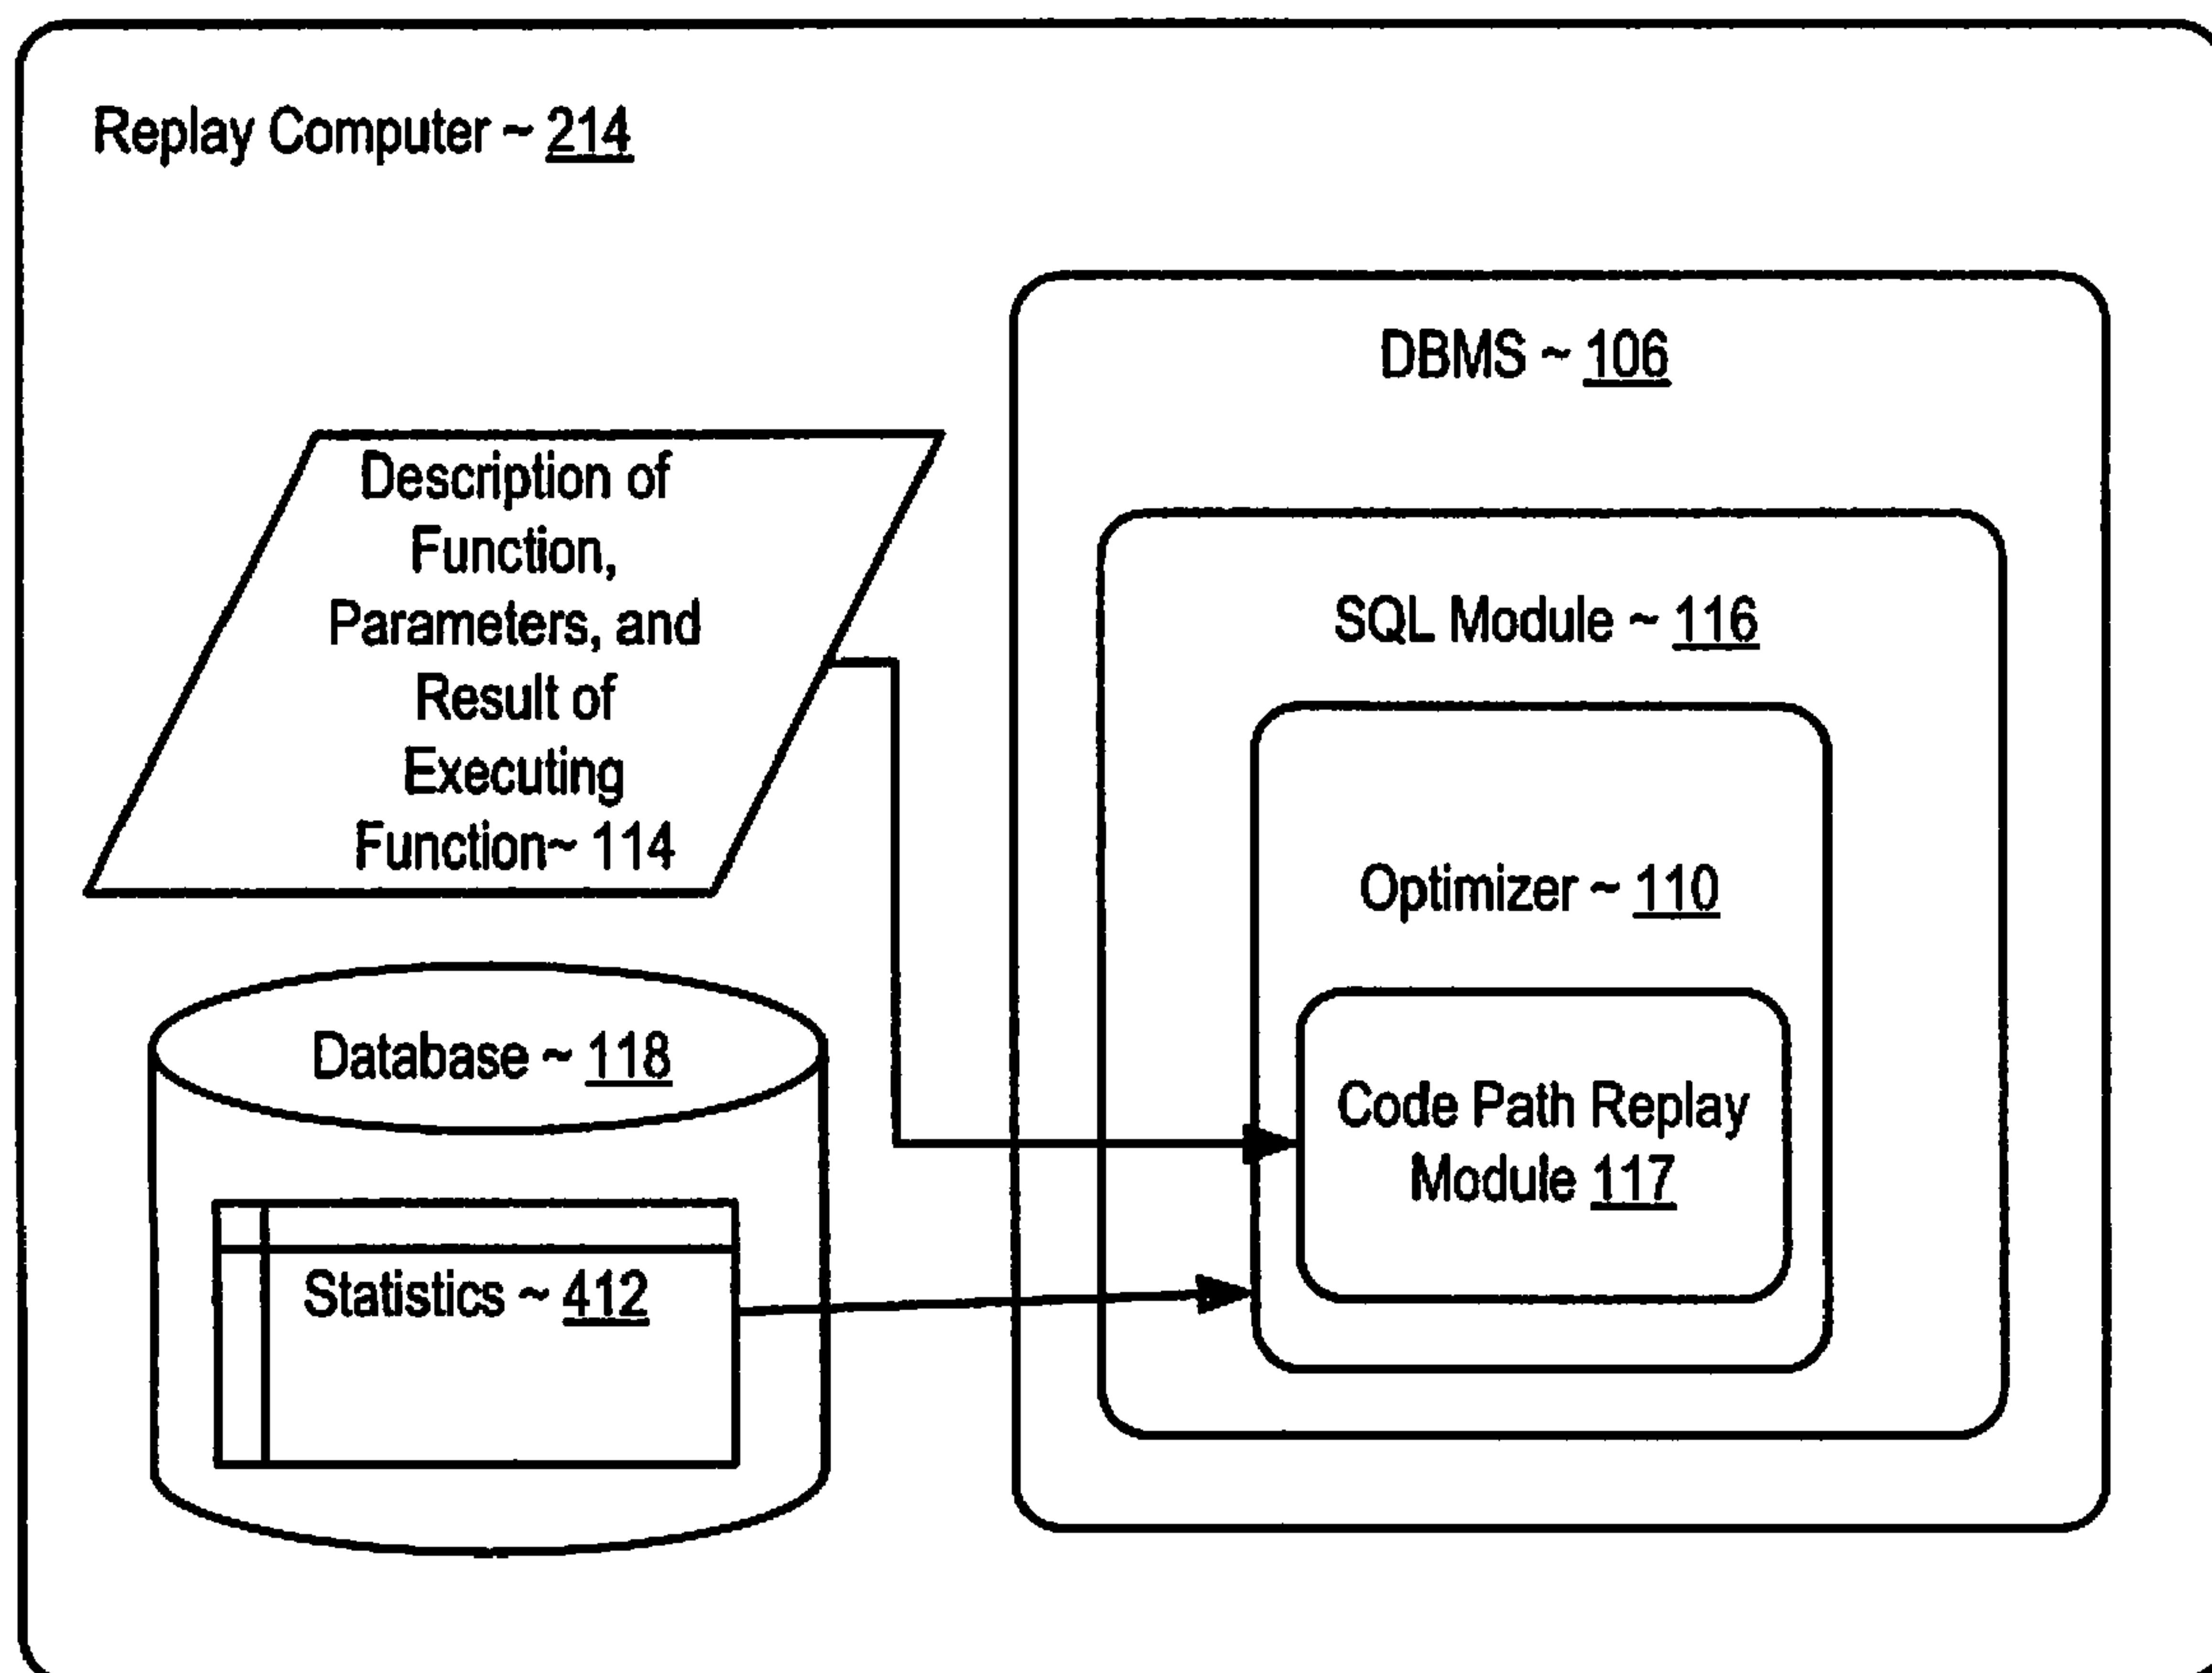 Replay Computer ~ 214
DBMS ~ 106
Description of
Function,
Parameters, and
Result of
Executing
Function~ 114
SQL Module ~ 116
Optimizer ~ 110
Database ~ 118
Code Path Replay
Module 117
Statistics ~ 412